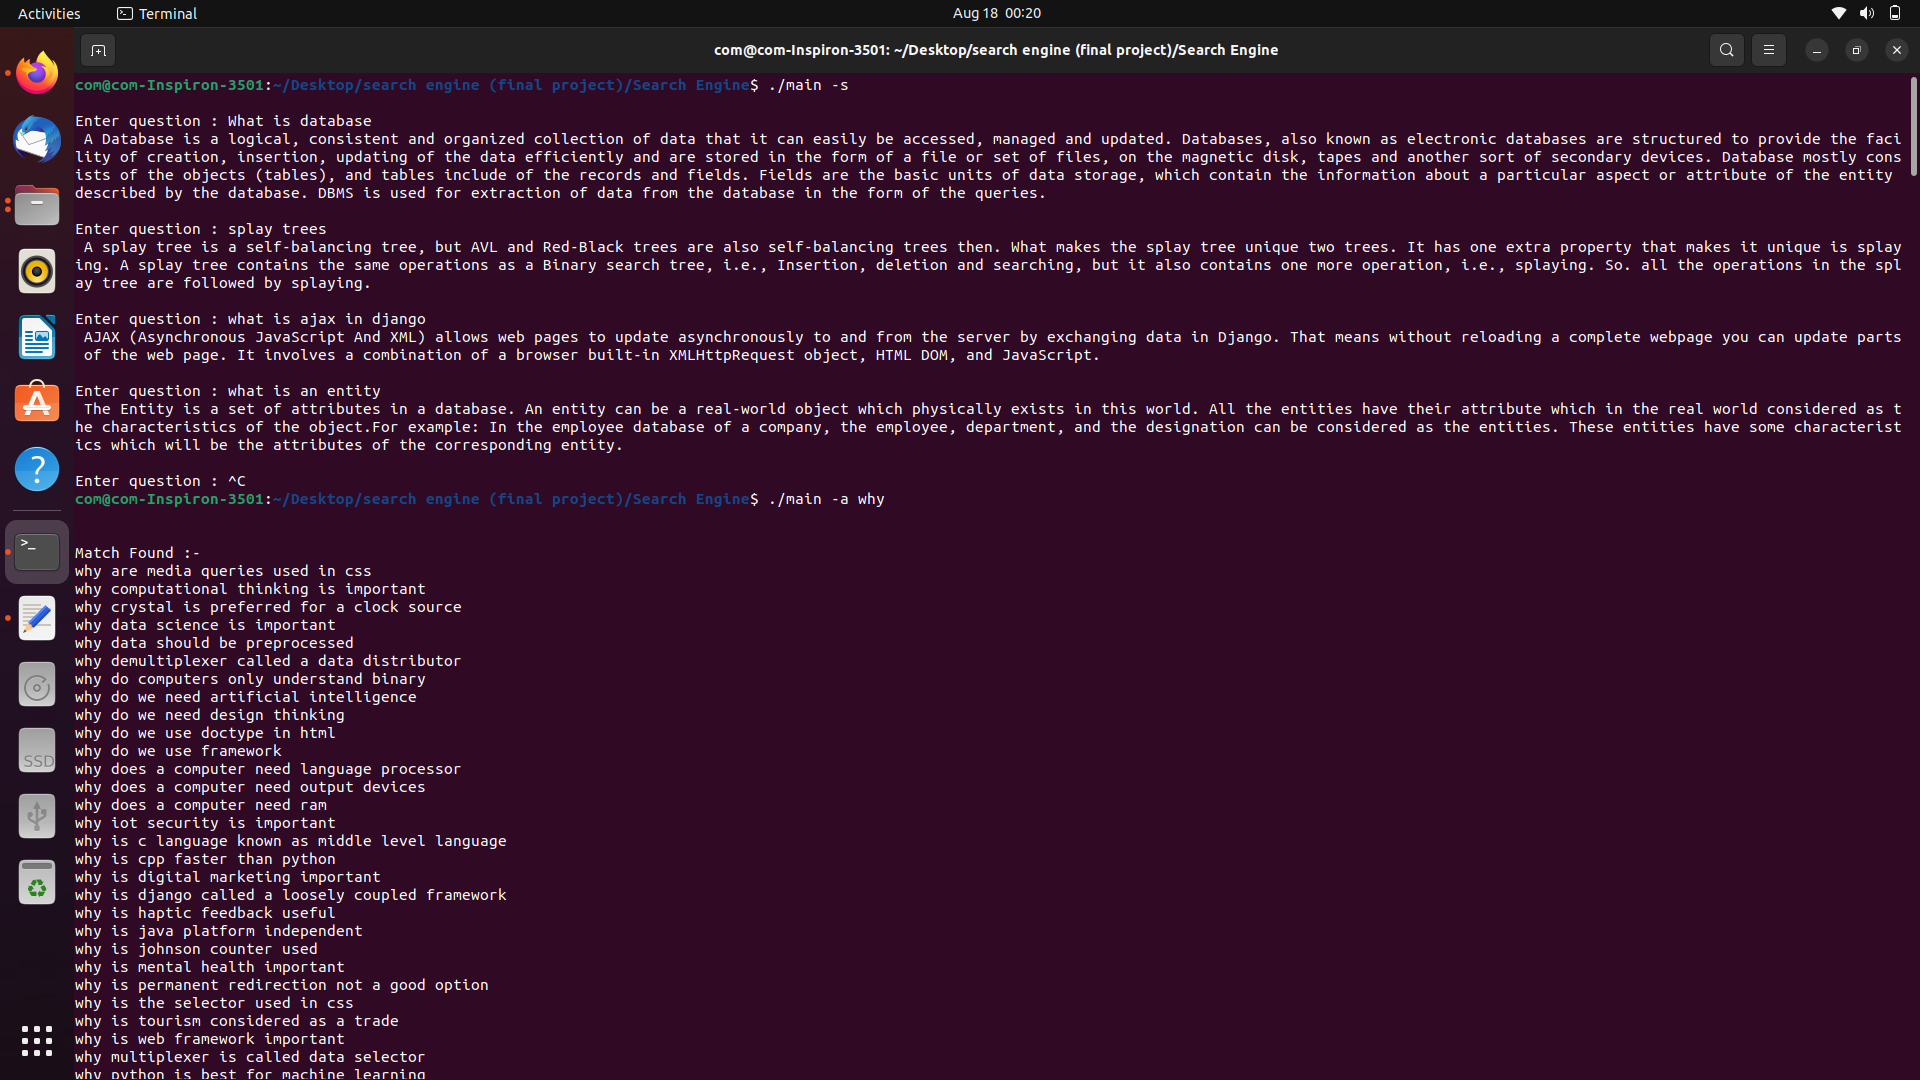 Activities
Terminal
Aug 18  00:20
com@com-Inspiron-3501: ~/Desktop/search engine (final project)/Search Engine
com@com-Inspiron-3501:~/Desktop/search engine (final project)/Search Engine$ ./main -s
Enter question : What is database
A Database is a logical, consistent and organized collection of data that it can easily be accessed, managed and updated. Databases, also known as electronic databases are structured to provide the faci
lity of creation, insertion, updating of the data efficiently and are stored in the form of a file or set of files, on the magnetic disk, tapes and another sort of secondary devices. Database mostly cons
ists of the objects (tables), and tables include of the records and fields. Fields are the basic units of data storage, which contain the information about a particular aspect or attribute of the entity
described by the database. DBMS is used for extraction of data from the database in the form of the queries.
Enter question : splay trees
A splay tree is a self-balancing tree, but AVL and Red-Black trees are also self-balancing trees then. What makes the splay tree unique two trees. It has one extra property that makes it unique is splay
ing. A splay tree contains the same operations as a Binary search tree, i.e., Insertion, deletion and searching, but it also contains one more operation, i.e., splaying. So. all the operations in the spl
ay tree are followed by splaying.
Enter question : what is ajax in django
AJAX (Asynchronous JavaScript And XML) allows web pages to update asynchronously to and from the server by exchanging data in Django. That means without reloading a complete webpage you can update parts
of the web page. It involves a combination of a browser built-in XMLHttpRequest object, HTML DOM, and JavaScript.
Enter question : what is an entity
The Entity is a set of attributes in a database. An entity can be a real-world object which physically exists in this world. All the entities have their attribute which in the real world considered as t
he characteristics of the object.For example: In the employee database of a company, the employee, department, and the designation can be considered as the entities. These entities have some characterist
ics which will be the attributes of the corresponding entity.
Enter question : ^C
com@com-Inspiron-3501:~/Desktop/search engine (final project)/Search Engine$ ./main -a why
Match Found :-
why are media queries used in css
why computational thinking is important
why crystal is preferred for a clock source
why data science is important
why data should be preprocessed
why demultiplexer called a data distributor
why do computers only understand binary
why do we need artificial intelligence
why do we need design thinking
why do we use doctype in html
why do we use framework
why does a computer need language processor
why does a computer need output devices
why does a computer need ram
why iot security is important
why is c language known as middle level language
why is cpp faster than python
why is digital marketing important
why is django called a loosely coupled framework
why is haptic feedback useful
why is java platform independent
why is johnson counter used
why is mental health important
why is permanent redirection not a good option
why is the selector used in css
why is tourism considered as a trade
why is web framework important
why multiplexer is called data selector
why python is best for machine learning
SSD